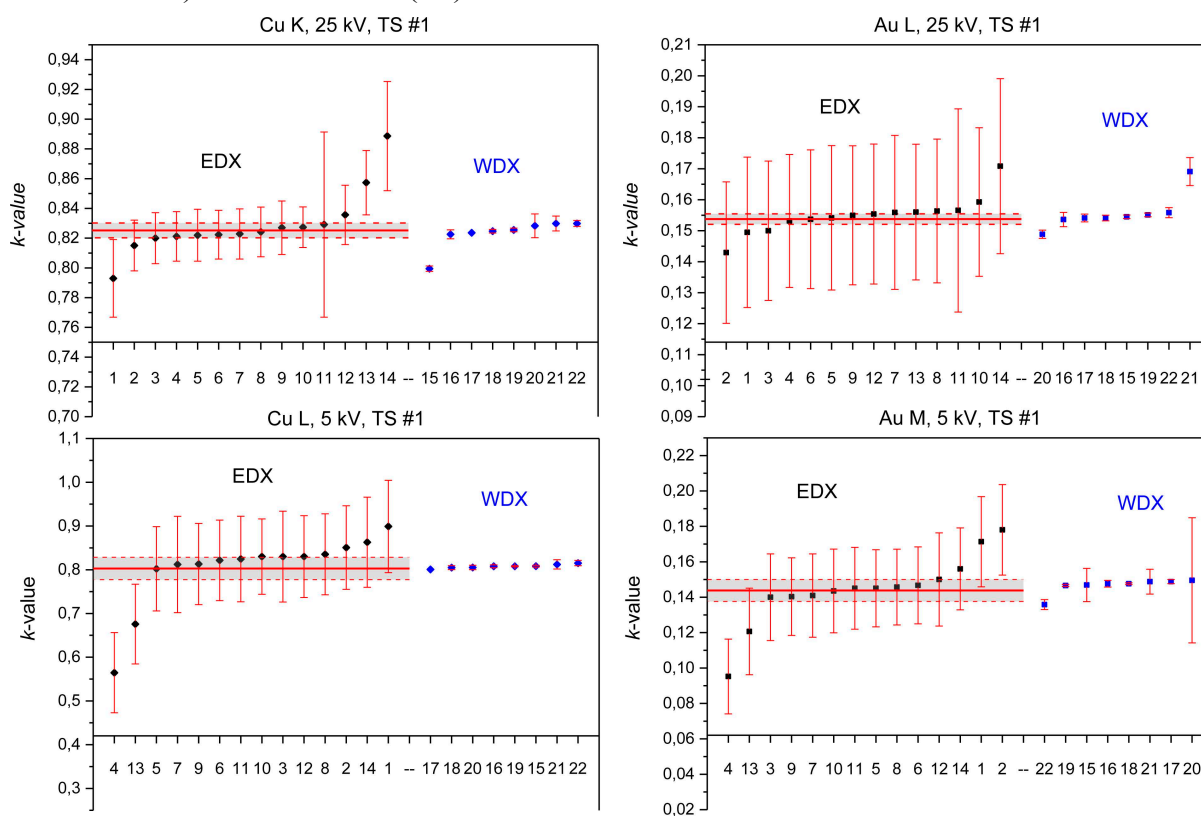 Cu K, 25 kV, TS #1
0,94
0,92
0,90
0,88
0,86
0,84
0,82
0,80
0,78
0,76
0,74
0,72
0,70
k-value
EDX
WDX
1 2 3 4 5 6 7 8 9 10 11 12 13 14 -- 15 16 17 18 19 20 21 22
Au L, 25 kV, TS #1
0,21
0,20
0,19
0,18
0,17
0,16
0,15
0,14
0,13
0,12
0,11
0,10
0,09
k-value
EDX
WDX
2 1 3 4 6 5 9 12 7 13 8 11 10 14 -- 20 16 17 18 15 19 22 21
Cu L, 5 kV, TS #1
1,1
1,0
0,9
0,8
0,7
0,6
0,5
0,4
0,3
k-value
EDX
WDX
4 13 5 7 9 6 11 10 3 12 8 2 14 1 -- 17 18 20 16 19 15 21 22
Au M, 5 kV, TS #1
0,22
0,20
0,18
0,16
0,14
0,12
0,10
0,08
0,06
0,04
0,02
k-value
EDX
WDX
4 13 3 9 7 10 11 5 8 6 12 14 1 2 -- 22 19 15 16 18 21 17 20